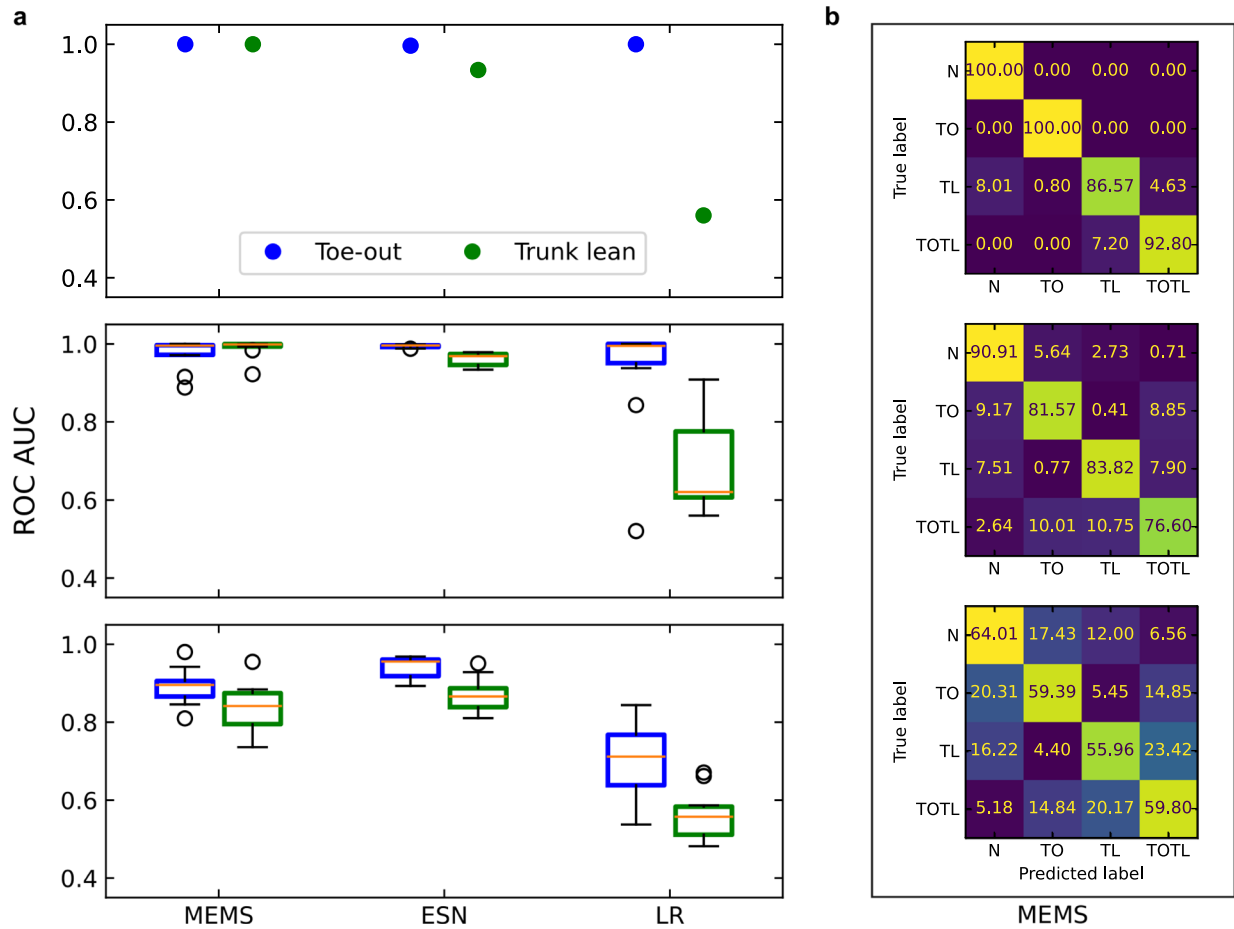 a
1.0
0.8
0.6
0.4
Toe-out Trunk lean
ROC AUC
1.0
0.8
0.6
0.4
1.0
0.8
0.6
0.4
MEMS ESN LR
b
True label
N 100.00 0.00 0.00 0.00
TO 0.00 100.00 0.00 0.00
TL 8.01 0.80 86.57 4.63
TOTL 0.00 0.00 7.20 92.80
N TO TL TOTL
True label
N 90.91 5.64 2.73 0.71
TO 9.17 81.57 0.41 8.85
TL 7.51 0.77 83.82 7.90
TOTL 2.64 10.01 10.75 76.60
N TO TL TOTL
True label
N 64.01 17.43 12.00 6.56
TO 20.31 59.39 5.45 14.85
TL 16.22 4.40 55.96 23.42
TOTL 5.18 14.84 20.17 59.80
N TO TL TOTL
Predicted label
MEMS